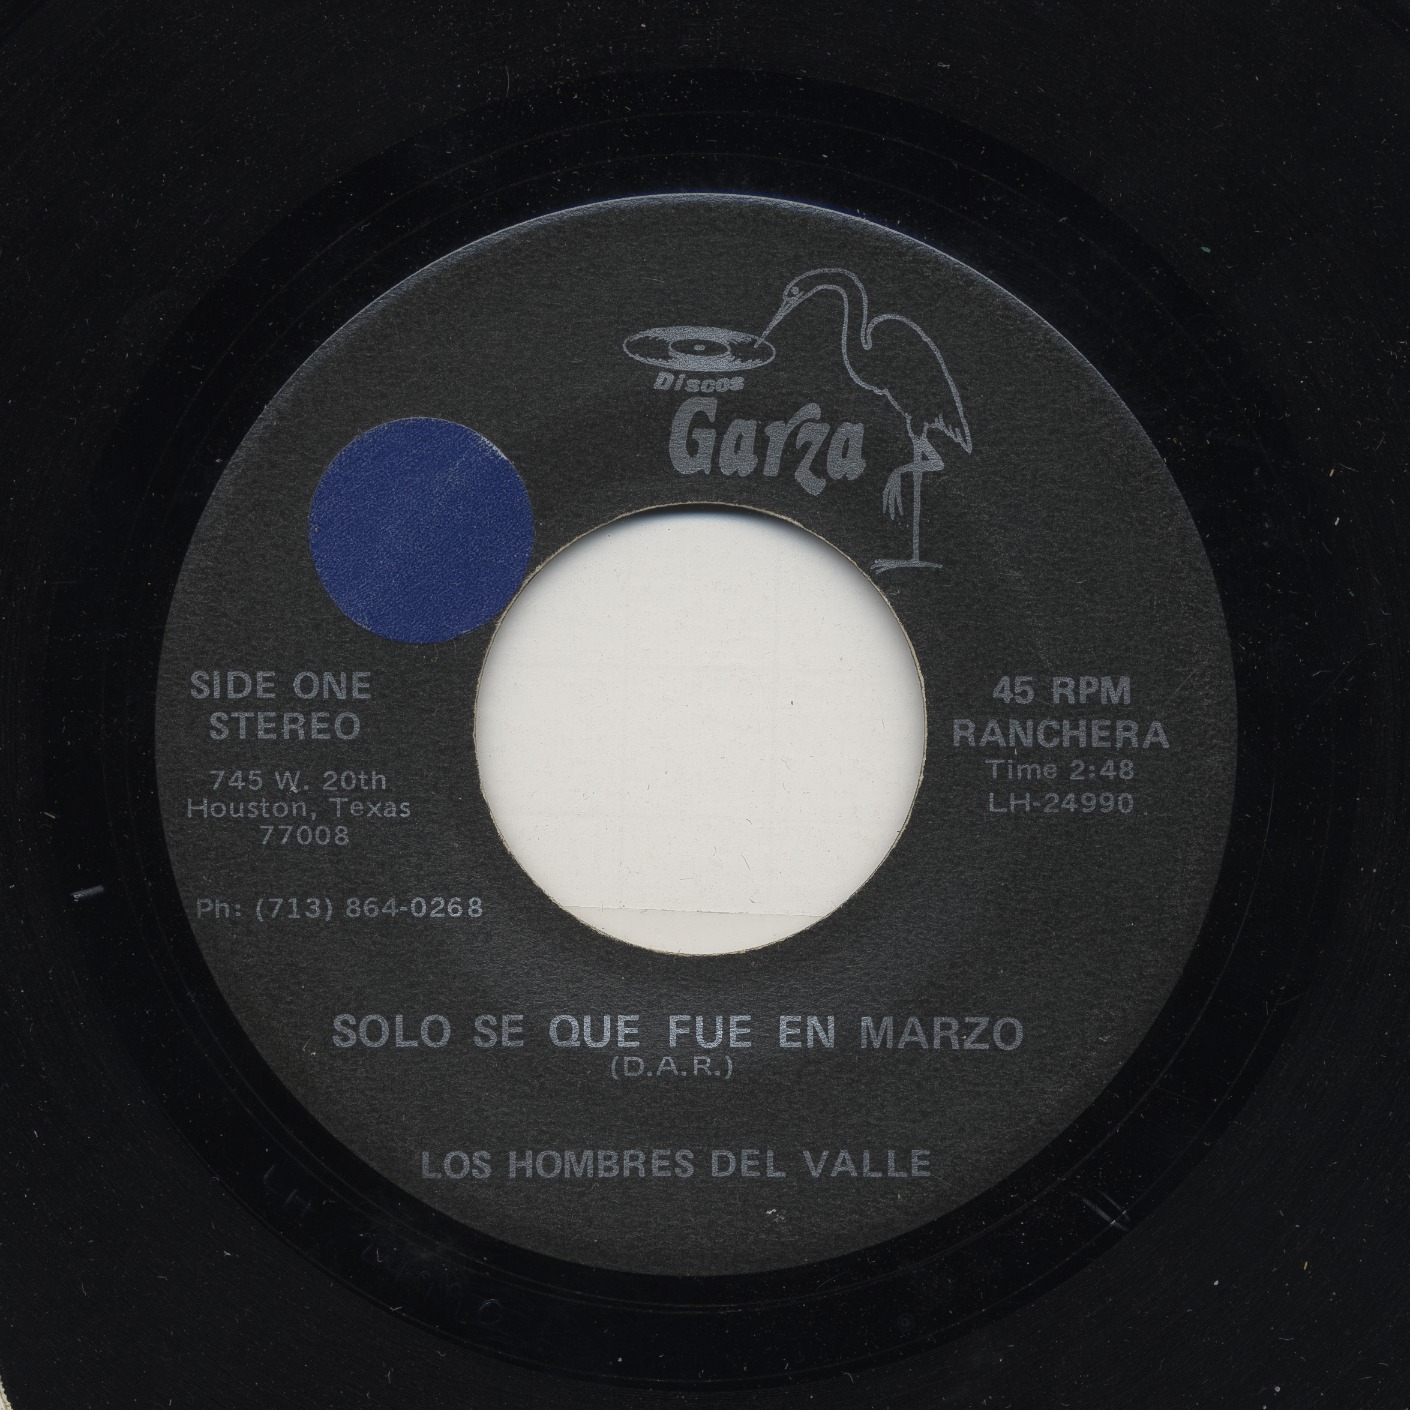 Discos
Garza
SIDE ONE
STEREO
745 W. 20th
Houston, Texas
77008
Ph: (713) 864-0268
45 RPM
RANCHERA
Time 2:48
LH-24990
SOLO SE QUE FUE EN MARZO
(D.A.R.)
LOS HOMBRES DEL VALLE
LH